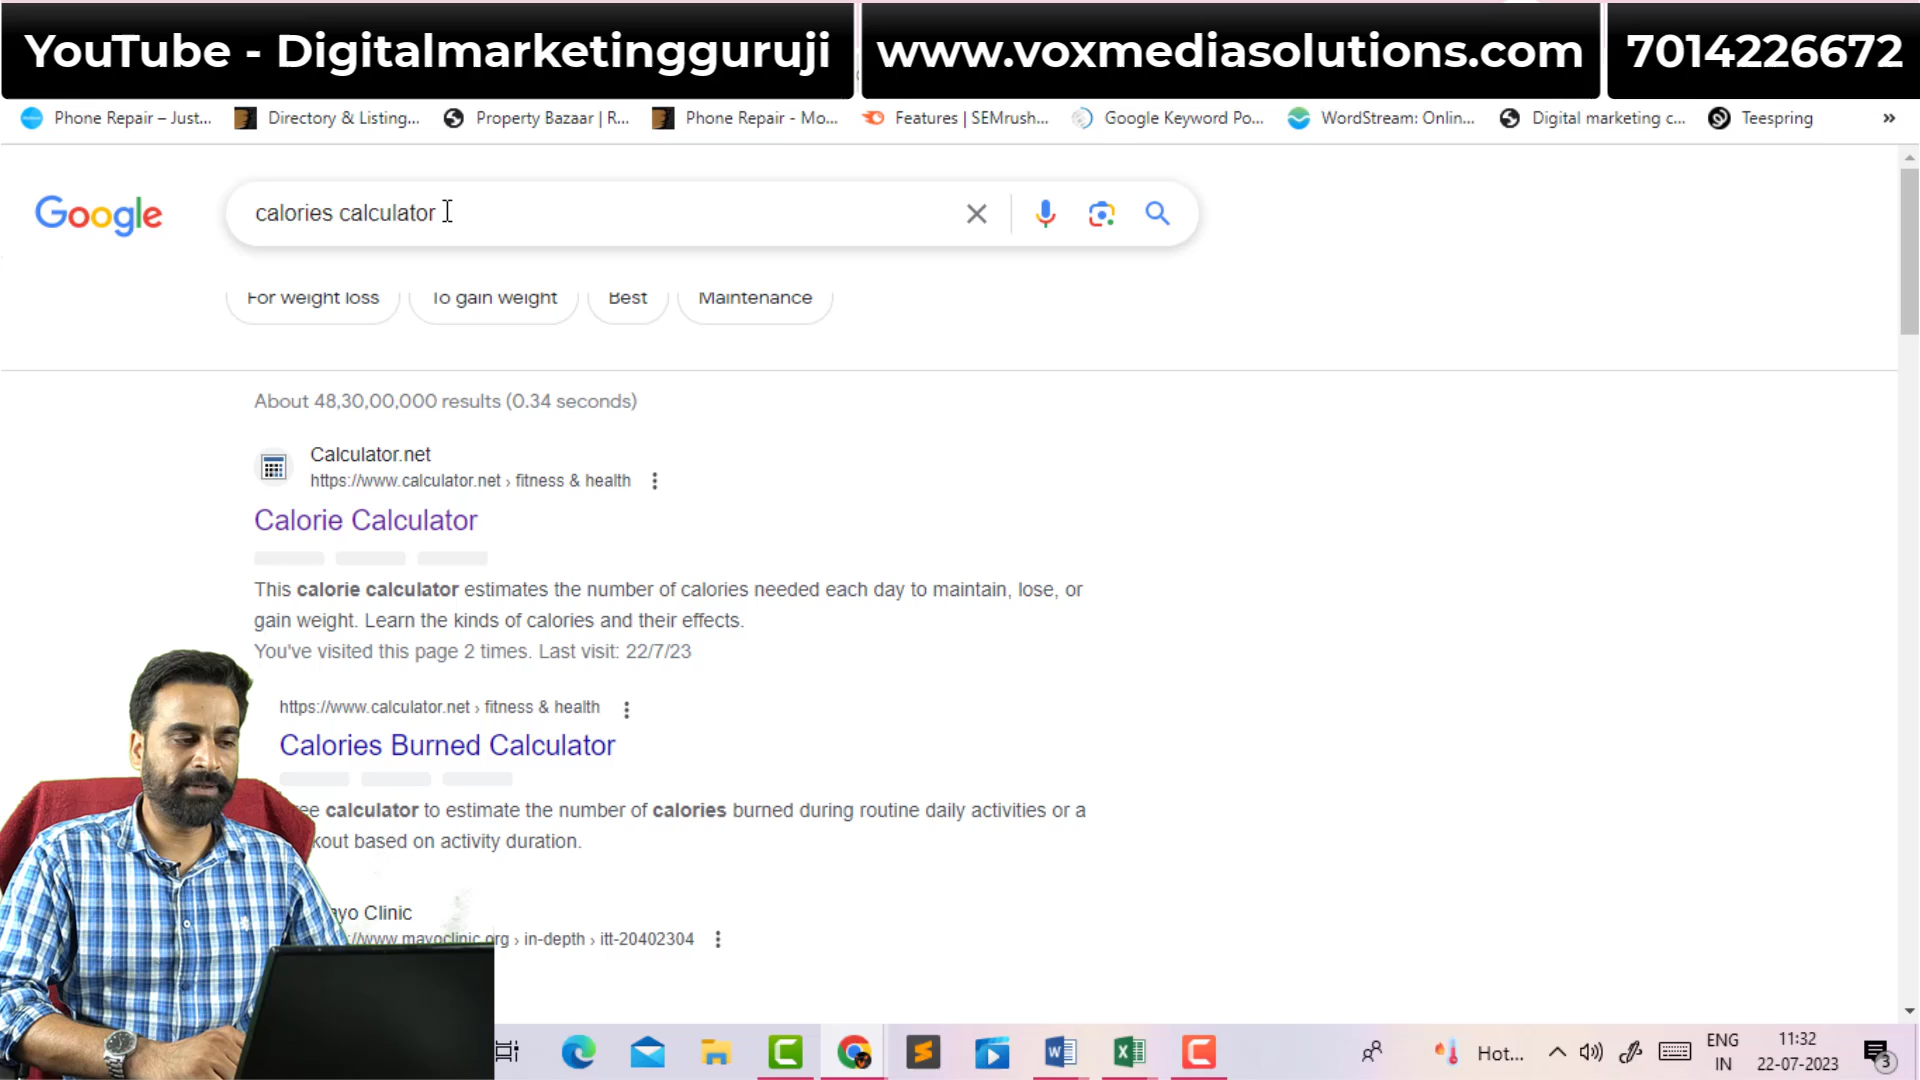 YouTube - Digitalmarketingguruji
www.voxmediasolutions.com
7014226672
Phone Repair – Just...
Directory & Listing...
Property Bazaar | R...
Phone Repair - Mo...
Features | SEMrush...
Google Keyword Po...
WordStream: Onlin...
Digital marketing c...
Teespring
»
Google
calories calculator
For weight loss
To gain weight
Best
Maintenance
About 48,30,00,000 results (0.34 seconds)
Calculator.net
https://www.calculator.net › fitness & health
Calorie Calculator
This calorie calculator estimates the number of calories needed each day to maintain, lose, or
gain weight. Learn the kinds of calories and their effects.
You've visited this page 2 times. Last visit: 22/7/23
https://www.calculator.net › fitness & health
Calories Burned Calculator
calculator to estimate the number of calories burned during routine daily activities or a
based on activity duration.
Clinic
www.mayoclinic.org › in-depth › itt-20402304
Hot...
ENG
IN
11:32
22-07-2023
3